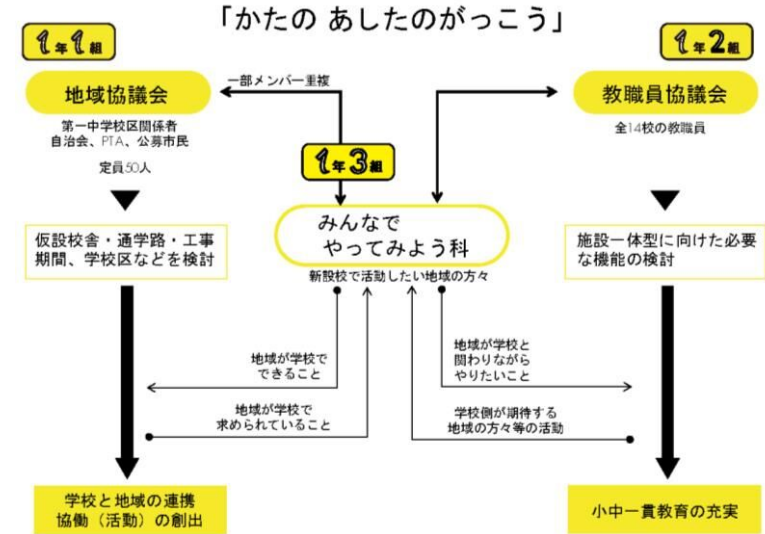 「かたの あしたのがっこう」
1年1組
1年2組
地域協議会
一部メンバー重複
教職員協議会
第一中学校区関係者
自治会、PTA、公募市民
定員50人
全14校の教職員
1年3組
みんなで
やってみよう科
新設校で活動したい地域の方々
仮設校舎・通学路・工事
期間、学校区などを検討
施設一体型に向けた必要
な機能の検討
地域が学校で
できること
地域が学校と
関わりながら
やりたいこと
地域が学校で
求められていること
学校側が期待する
地域の方々等の活動
学校と地域の連携
協働（活動）の創出
小中一貫教育の充実